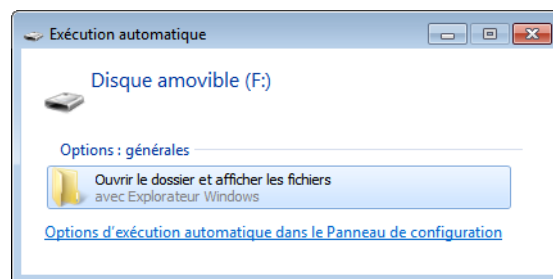 Exécution automatique
Disque amovible (F:)
Options : générales
Ouvrir le dossier et afficher les fichiers
avec Explorateur Windows
Options d'exécution automatique dans le Panneau de configuration